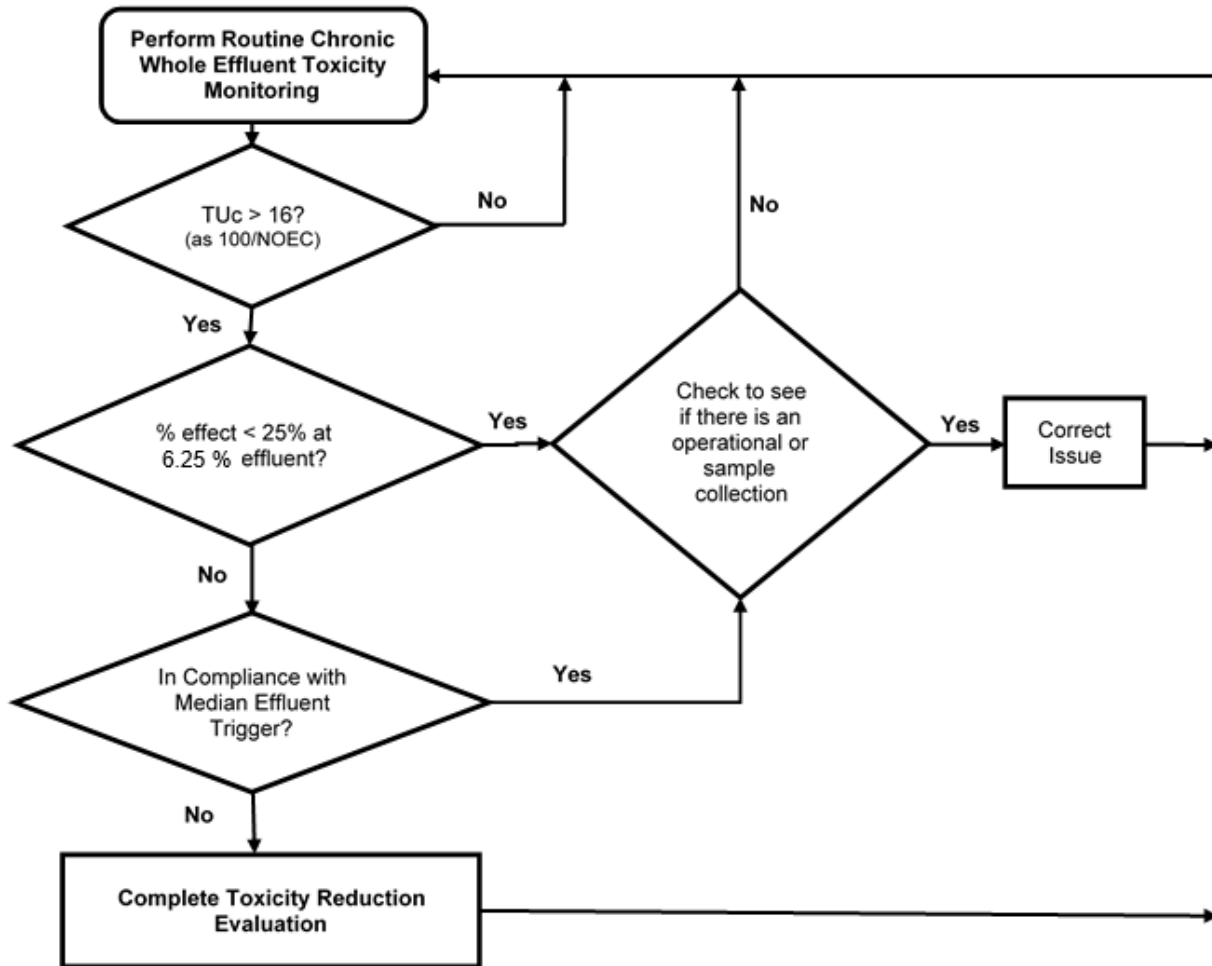 Perform Routine Chronic
Whole Effluent Toxicity
Monitoring
TUc > 16?
(as 100/NOEC)
No
Yes
% effect < 25% at
6.25 % effluent?
Yes
No
Check to see
if there is an
operational or
sample
collection
No
Yes
Correct
Issue
In Compliance with
Median Effluent
Trigger?
Yes
No
Complete Toxicity Reduction
Evaluation